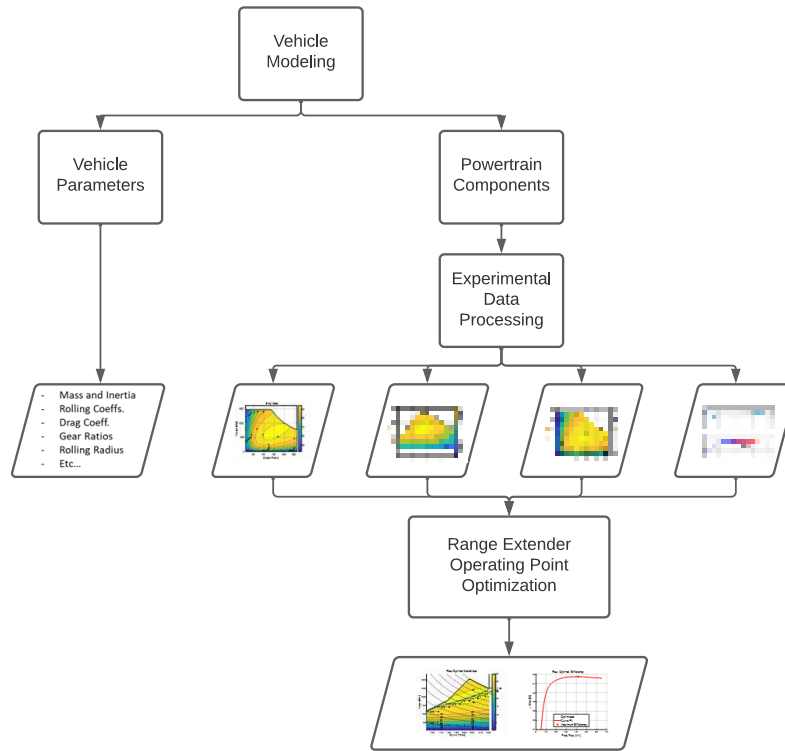 Vehicle
Modeling
Vehicle
Parameters
Powertrain
Components
Experimental
Data
Processing
- Mass and Inertia
- Rolling Coeffs.
- Drag Coeff.
- Gear Ratios
- Rolling Radius
- Etc...
Range Extender
Operating Point
Optimization